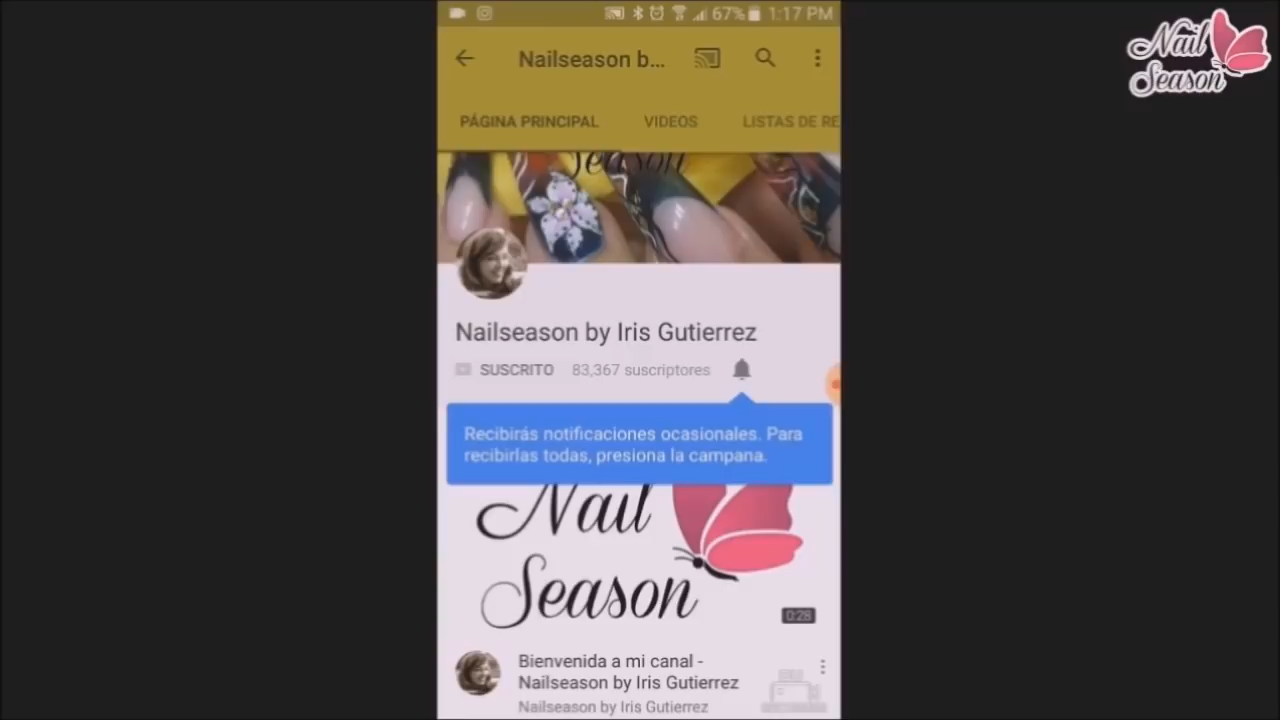 67% 1:17 PM
Nail
Season
Nailseason b...
PÁGINA PRINCIPAL VIDEOS LISTAS DE RE
Season
Nailseason by Iris Gutierrez
SUSCRITO 83,367 suscriptores
Recibirás notificaciones ocasionales. Para
recibirlas todas, presiona la campana.
Nail
Season
0:28
Bienvenida a mi canal -
Nailseason by Iris Gutierrez
Nailseason by Iris Gutierrez